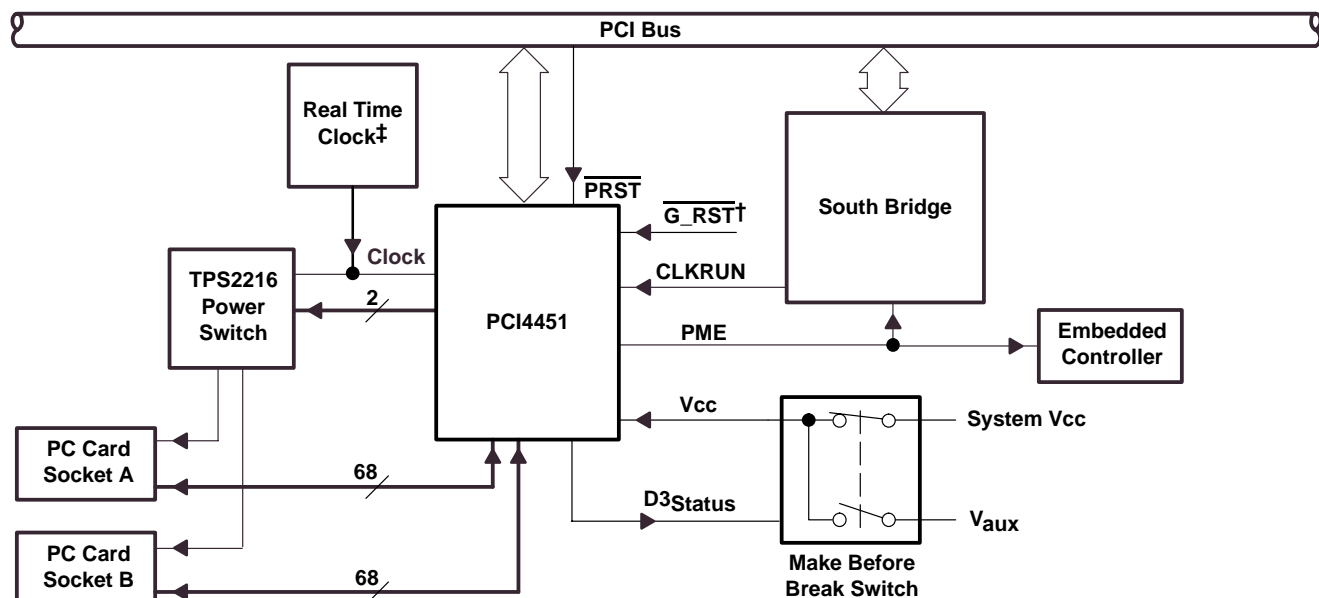 PCI Bus
Real Time
Clock‡
PRST
G_RST†
South Bridge
Clock
CLKRUN
TPS2216
Power
Switch
2
PCI4451
PME
Embedded
Controller
Vcc
System Vcc
PC Card
Socket A
68
D3Status
Vaux
PC Card
Socket B
68
Make Before
Break Switch